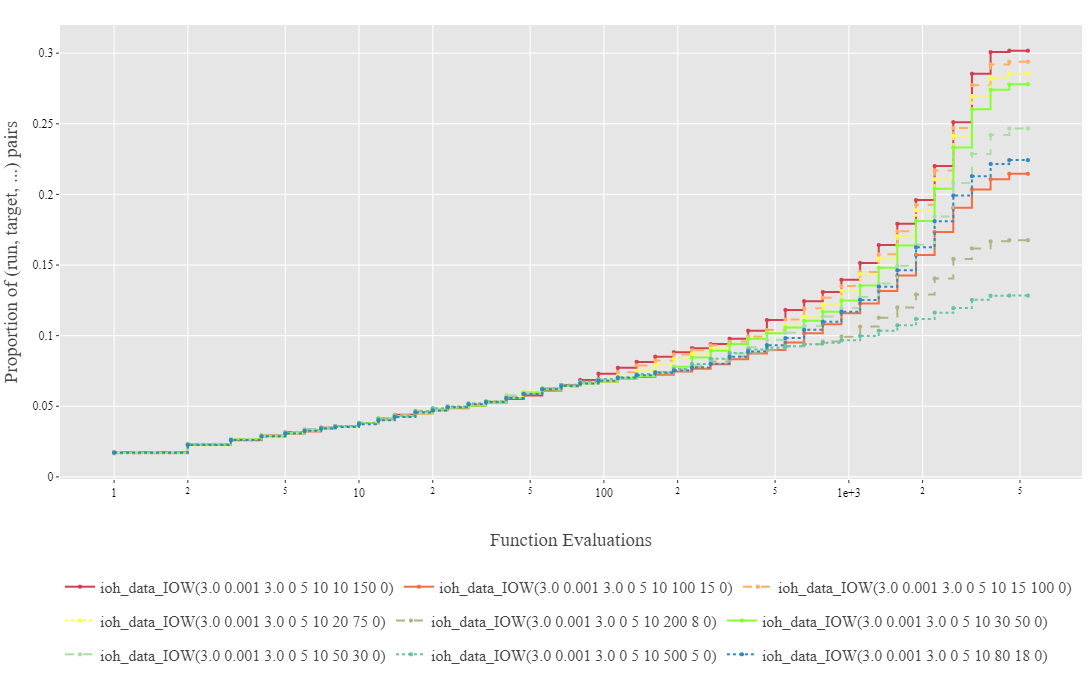 0.3
0.25
0.2
0.15
0.1
0.05
0
Proportion of (run, target, ...) pairs
1 2 5 10 2 5 100 2 5 1e+3 2 5
Function Evaluations
ioh_data_IOW(3.0 0.001 3.0 0 5 10 10 150 0) ioh_data_IOW(3.0 0.001 3.0 0 5 10 100 15 0) ioh_data_IOW(3.0 0.001 3.0 0 5 10 15 100 0)
ioh_data_IOW(3.0 0.001 3.0 0 5 10 20 75 0) ioh_data_IOW(3.0 0.001 3.0 0 5 10 200 8 0) ioh_data_IOW(3.0 0.001 3.0 0 5 10 30 50 0)
ioh_data_IOW(3.0 0.001 3.0 0 5 10 50 30 0) ioh_data_IOW(3.0 0.001 3.0 0 5 10 500 5 0) ioh_data_IOW(3.0 0.001 3.0 0 5 10 80 18 0)